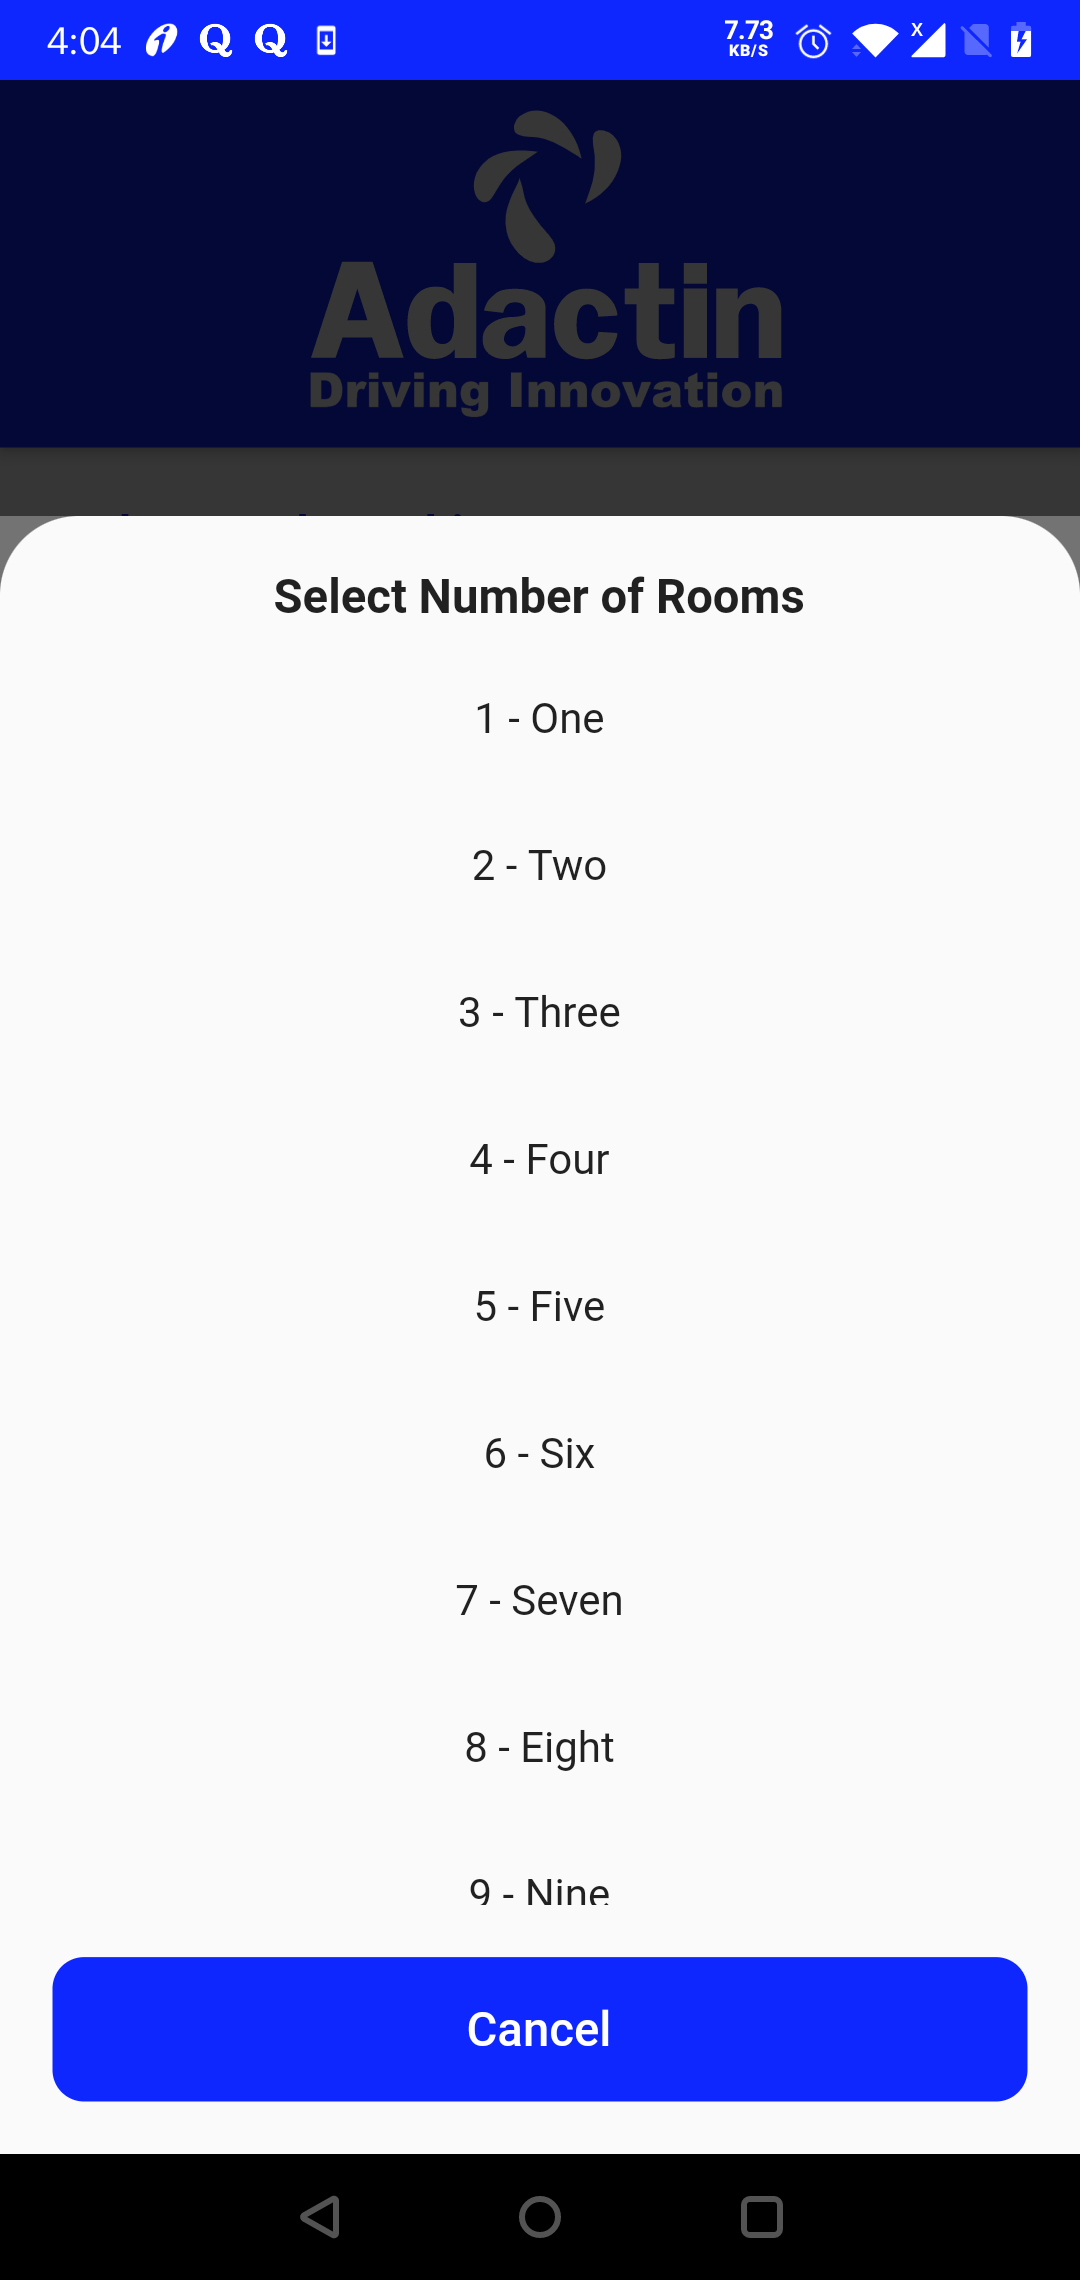 4:04
7.73
KB/S
X
Adactin
Driving Innovation
Select Number of Rooms
1 - One
2 - Two
3 - Three
4 - Four
5 - Five
6 - Six
7 - Seven
8 - Eight
9 - Nine
Cancel